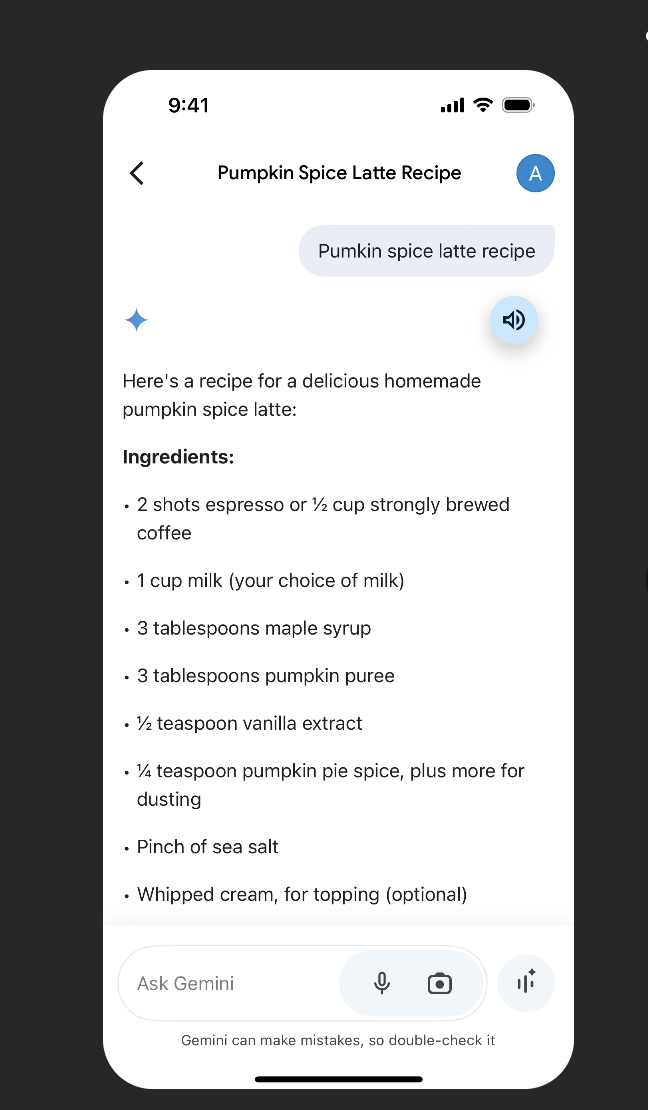 9:41
Pumpkin Spice Latte Recipe
A
Pumkin spice latte recipe
Here's a recipe for a delicious homemade
pumpkin spice latte:
Ingredients:
• 2 shots espresso or ½ cup strongly brewed
coffee
• 1 cup milk (your choice of milk)
• 3 tablespoons maple syrup
• 3 tablespoons pumpkin puree
• ½ teaspoon vanilla extract
• ¼ teaspoon pumpkin pie spice, plus more for
dusting
• Pinch of sea salt
• Whipped cream, for topping (optional)
Ask Gemini
Gemini can make mistakes, so double-check it